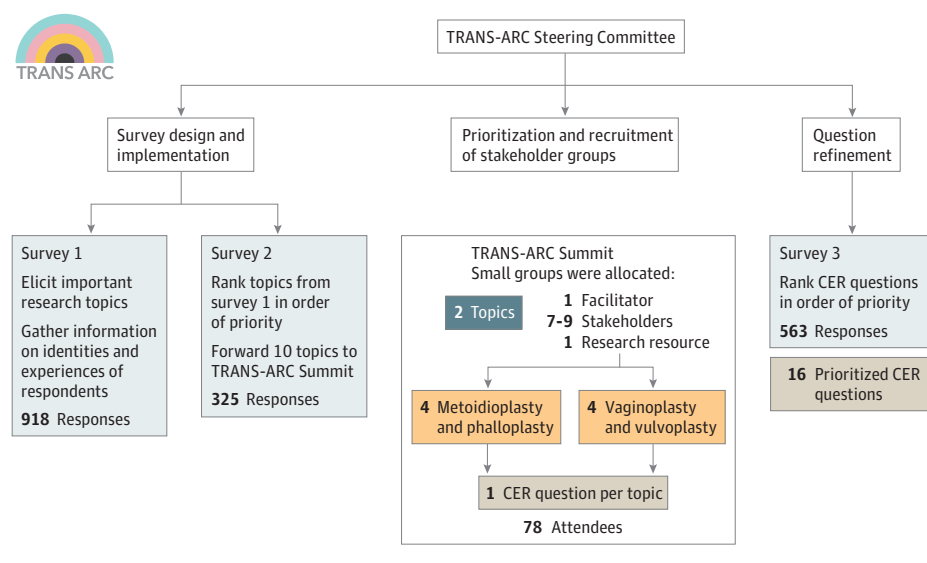 TRANS ARC
TRANS-ARC Steering Committee
Survey design and
implementation
Prioritization and recruitment
of stakeholder groups
Question
refinement
Survey 1
Elicit important
research topics
Gather information
on identities and
experiences of
respondents
918 Responses
Survey 2
Rank topics from
survey 1 in order
of priority
Forward 10 topics to
TRANS-ARC Summit
325 Responses
TRANS-ARC Summit
Small groups were allocated:
2 Topics
1 Facilitator
7-9 Stakeholders
1 Research resource
4 Metoidioplasty
and phalloplasty
4 Vaginoplasty
and vulvoplasty
1 CER question per topic
78 Attendees
Survey 3
Rank CER questions
in order of priority
563 Responses
16 Prioritized CER
questions